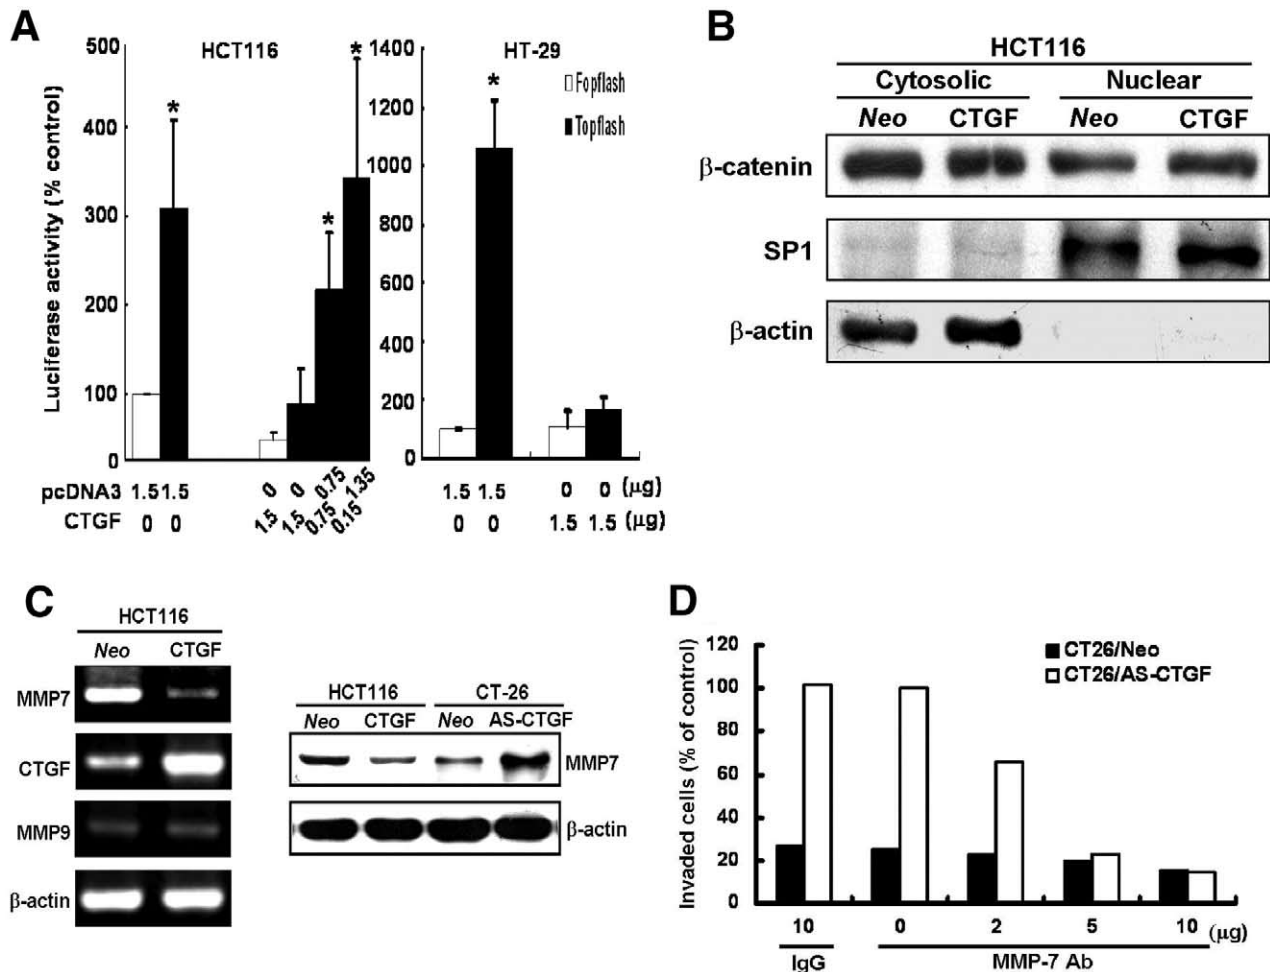 A
HCT116
HT-29
Fopflash
Topflash
Luciferase activity (% control)
500
400
300
200
100
0
1400
1200
1000
800
600
400
200
0
* * * *
pcDNA3 1.5 1.5 0 0 0.75 1.35 1.5 1.5 0 0 (μg)
CTGF 0 0 1.5 1.5 0.75 0.15 0 0 1.5 1.5 (μg)
B
HCT116
Cytosolic Nuclear
Neo CTGF Neo CTGF
β-catenin
SP1
β-actin
C
HCT116
Neo CTGF
MMP7
CTGF
MMP9
β-actin
HCT116 CT-26
Neo CTGF Neo AS-CTGF
MMP7
β-actin
D
CT26/Neo
CT26/AS-CTGF
Invaded cells (% of control)
120
100
80
60
40
20
0
10 0 2 5 10 (μg)
IgG MMP-7 Ab